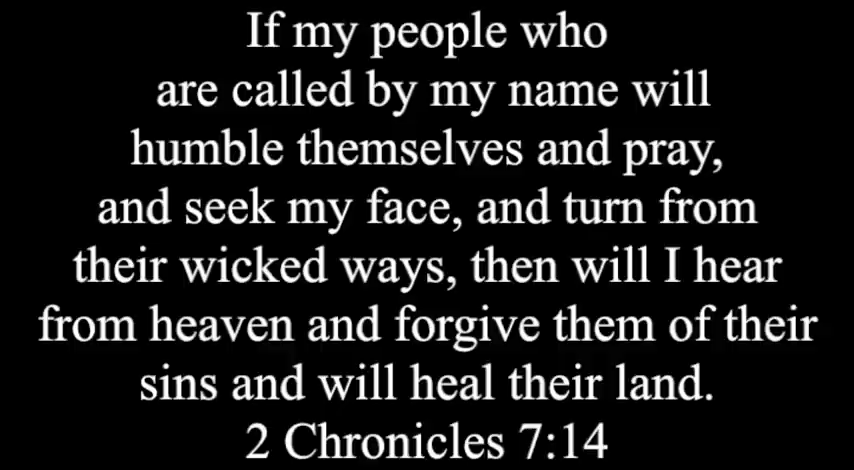 If my people who
are called by my name will
humble themselves and pray,
and seek my face, and turn from
their wicked ways, then will I hear
from heaven and forgive them of their
sins and will heal their land.
2 Chronicles 7:14